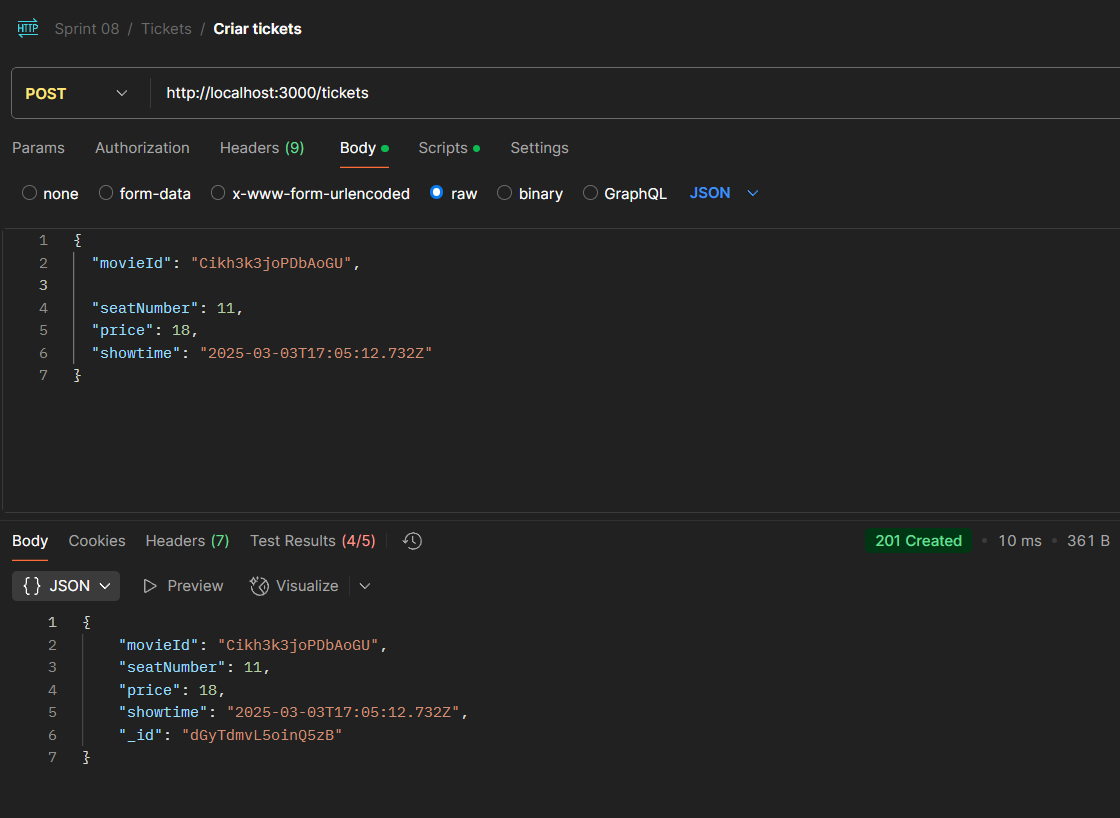 HTTP Sprint 08 / Tickets / Criar tickets
POST http://localhost:3000/tickets
Params Authorization Headers (9) Body Scripts Settings
none form-data x-www-form-urlencoded raw binary GraphQL JSON
1 {
2 "movieId": "Cikh3k3joPDbAoGU",
3
4 "seatNumber": 11,
5 "price": 18,
6 "showtime": "2025-03-03T17:05:12.732Z"
7 }
Body Cookies Headers (7) Test Results (4/5) 201 Created • 10 ms • 361 B
{} JSON Preview Visualize
1 {
2 "movieId": "Cikh3k3joPDbAoGU",
3 "seatNumber": 11,
4 "price": 18,
5 "showtime": "2025-03-03T17:05:12.732Z",
6 "_id": "dGyTdmvL5oinQ5zB"
7 }